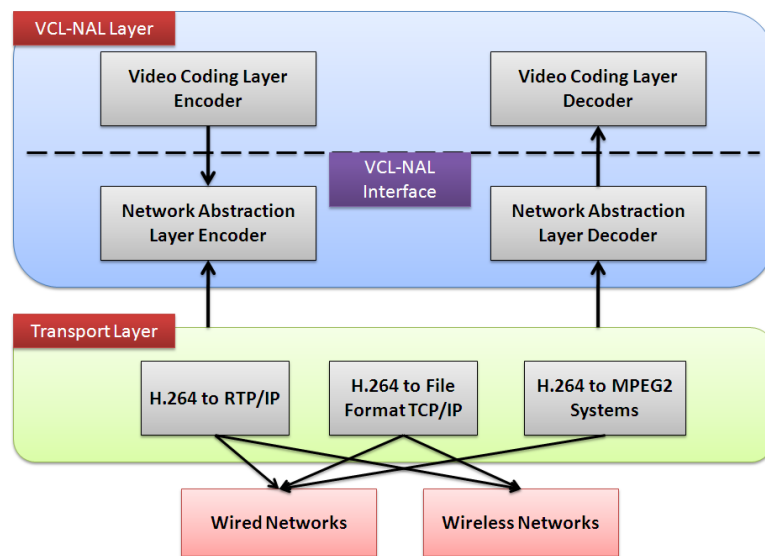 VCL-NAL Layer
Video Coding Layer
Encoder
Video Coding Layer
Decoder
VCL-NAL
Interface
Network Abstraction
Layer Encoder
Network Abstraction
Layer Decoder
Transport Layer
H.264 to RTP/IP
H.264 to File
Format TCP/IP
H.264 to MPEG2
Systems
Wired Networks
Wireless Networks